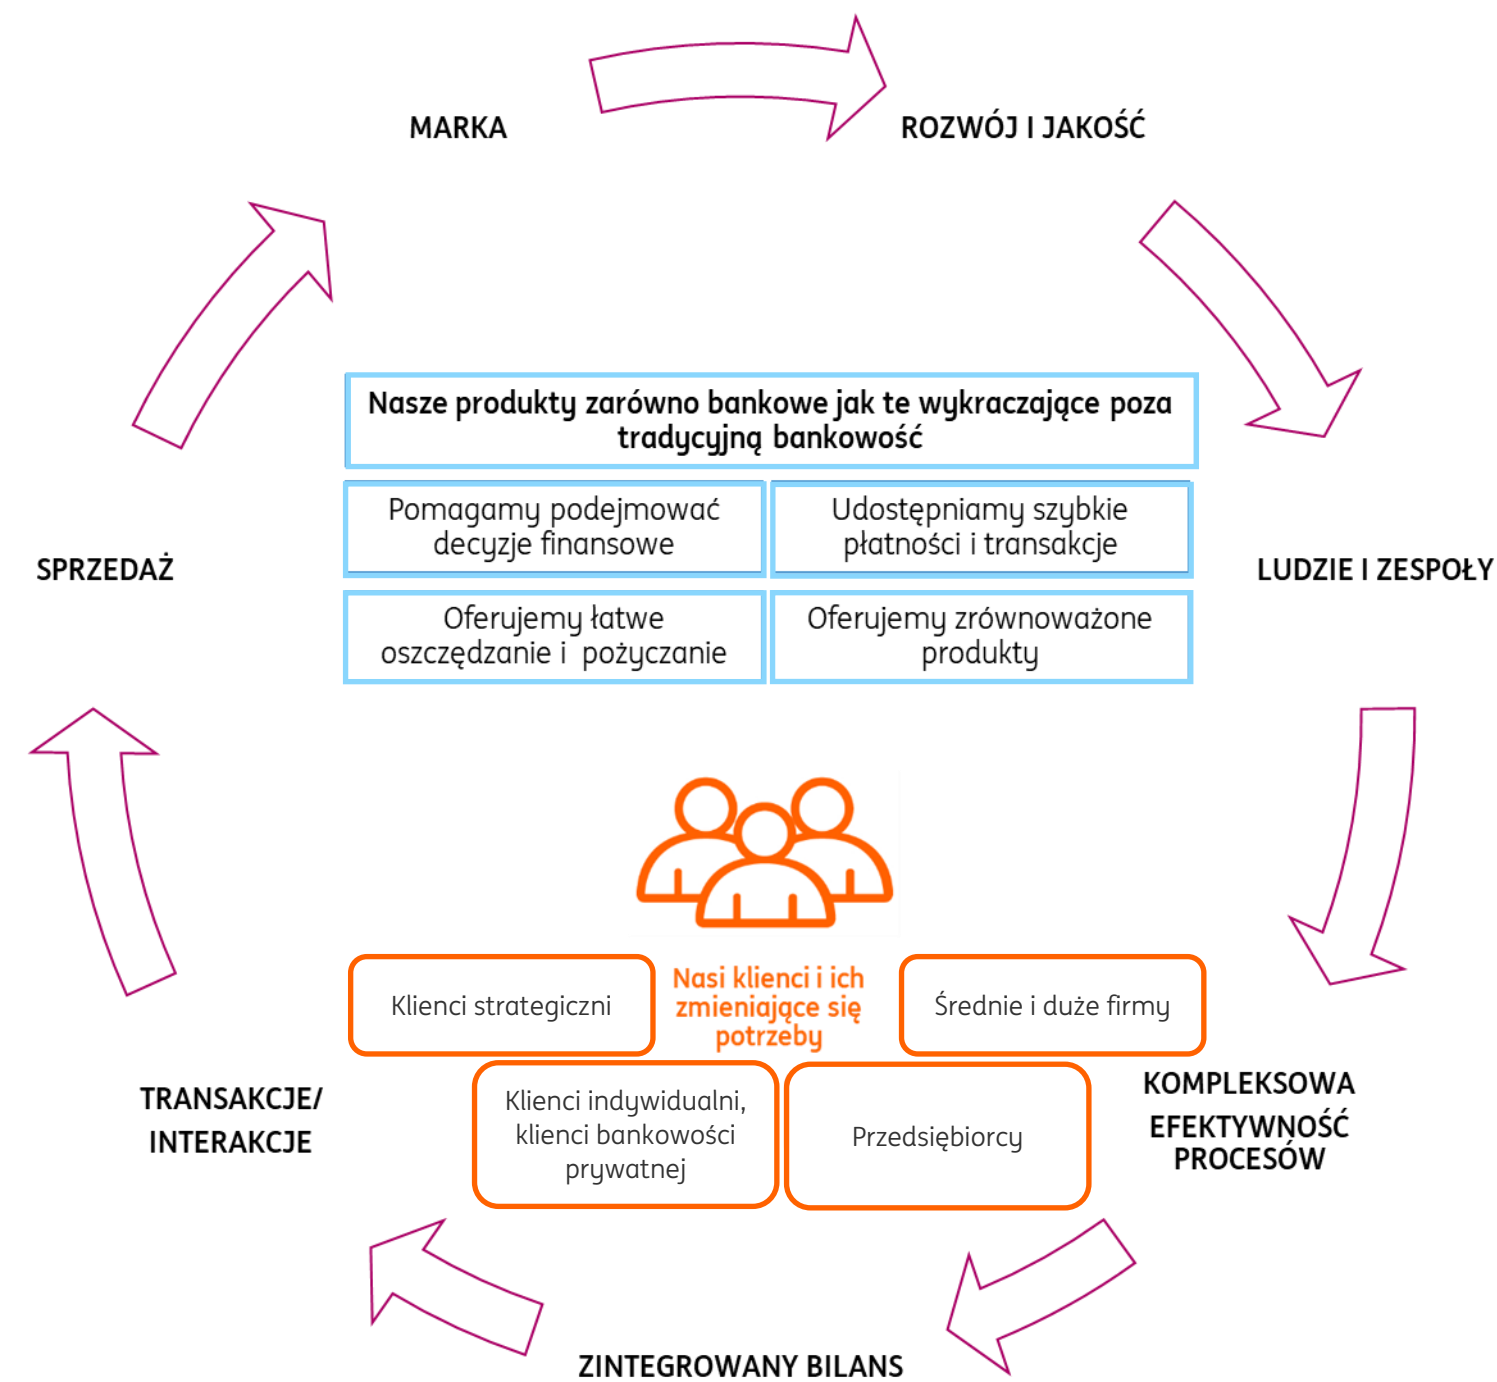 MARKA
ROZWÓJ I JAKOŚĆ
Nasze produkty zarówno bankowe jak te wykraczające poza
tradycyjną bankowość
Pomagamy podejmować
decyzje finansowe
Udostępniamy szybkie
płatności i transakcje
SPRZEDAŻ
LUDZIE I ZESPOŁY
Oferujemy łatwe
oszczędzanie i pożyczanie
Oferujemy zrównoważone
produkty
Nasi klienci i ich
zmieniające się
potrzeby
Klienci strategiczni
Średnie i duże firmy
Klienci indywidualni,
klienci bankowości
prywatnej
Przedsiębiorcy
TRANSAKCJE/
INTERAKCJE
KOMPLEKSOWA
EFEKTYWNOŚĆ
PROCESÓW
ZINTEGROWANY BILANS